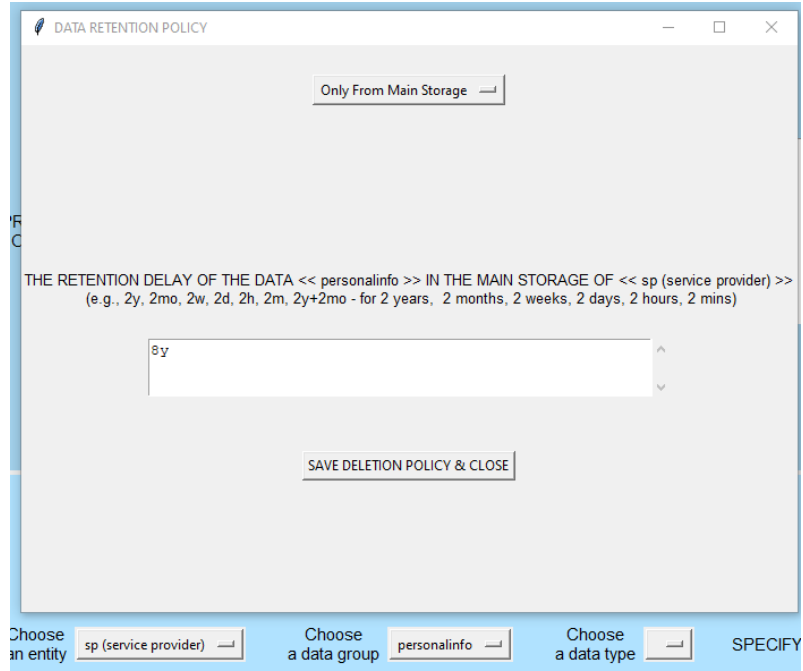 DATA RETENTION POLICY
Only From Main Storage
THE RETENTION DELAY OF THE DATA << personalinfo >> IN THE MAIN STORAGE OF << sp (service provider) >>
(e.g., 2y, 2mo, 2w, 2d, 2h, 2m, 2y+2mo - for 2 years,  2 months, 2 weeks, 2 days, 2 hours, 2 mins)
8y
SAVE DELETION POLICY & CLOSE
Choose
an entity
sp (service provider)
Choose
a data group
personalinfo
Choose
a data type
SPECIFY